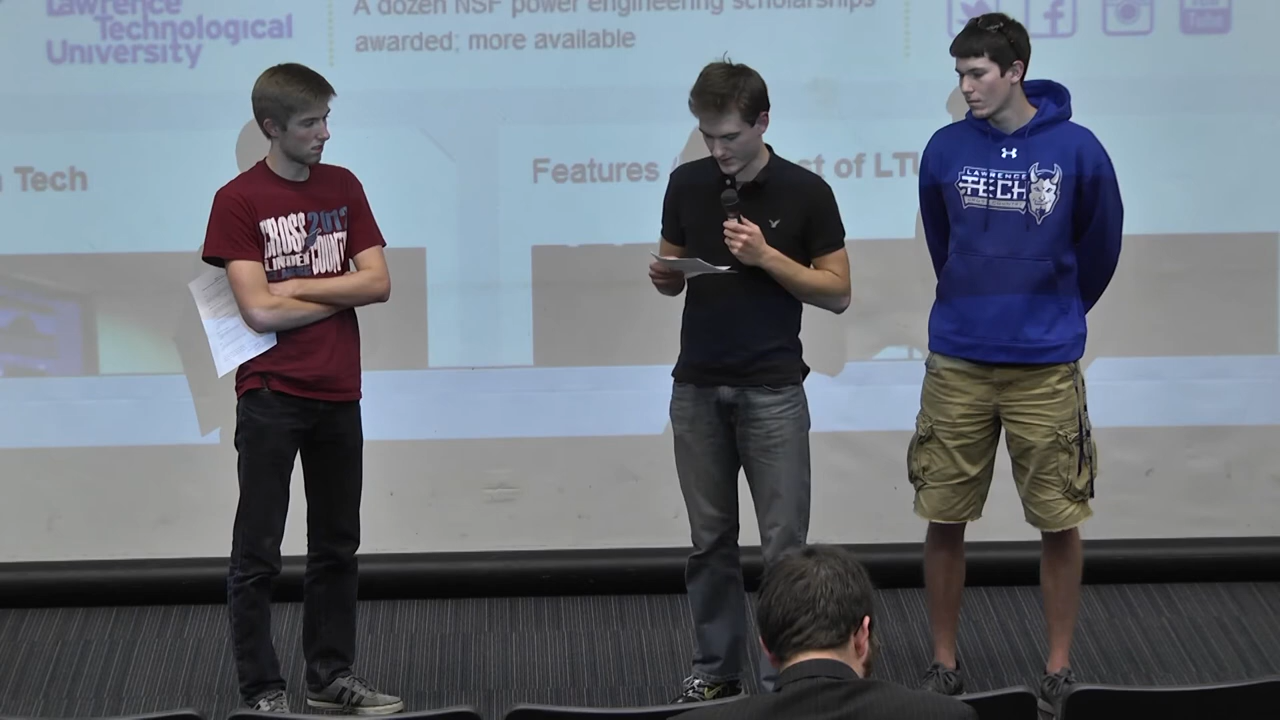 Lawrence
Technological
University
A dozen NSF power engineering scholarships
awarded; more available
Tech
Features
of LTU
CROSS 2012
LINDEN COUNTRY
LAWRENCE
TECH